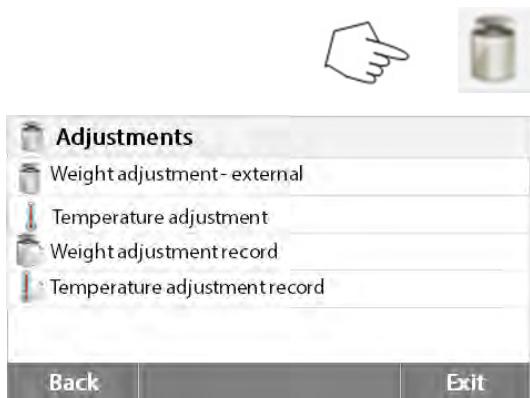 Adjustments
Weight adjustment - external
Temperature adjustment
Weight adjustment record
Temperature adjustment record
Back Exit